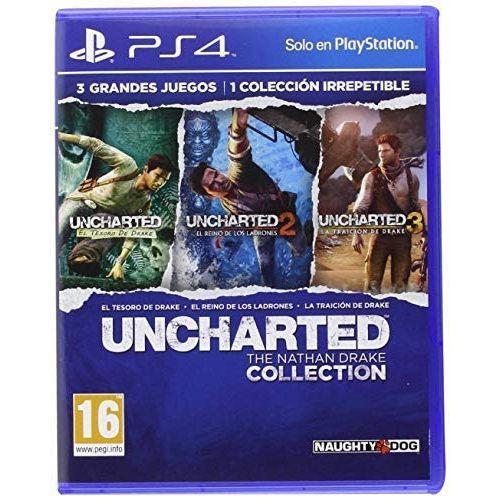 PS4
Solo en PlayStation®
3 GRANDES JUEGOS | 1 COLECCIÓN IRREPETIBLE
UNCHARTED
EL TESORO DE DRAKE
UNCHARTED 2
EL REINO DE LOS LADRONES
UNCHARTED 3
LA TRAICIÓN DE DRAKE
EL TESORO DE DRAKE • EL REINO DE LOS LADRONES • LA TRAICIÓN DE DRAKE
UNCHARTED™
THE NATHAN DRAKE
COLLECTION
16
www.pegi.info
NAUGHTY DOG